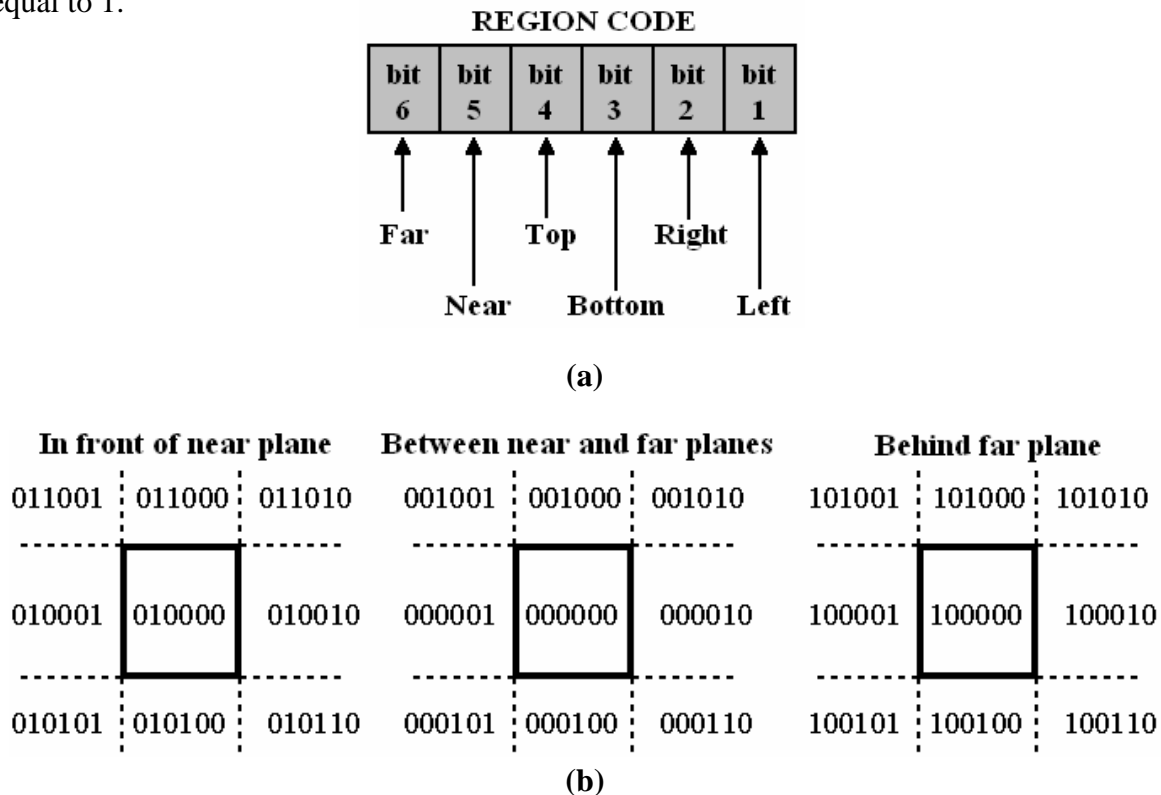 equal to 1.
REGION CODE
bit bit bit bit bit bit
6 5 4 3 2 1
Far Top Right
Near Bottom Left
(a)
In front of near plane Between near and far planes Behind far plane
011001 011000 011010 001001 001000 001010 101001 101000 101010
010001 010000 010010 000001 000000 000010 100001 100000 100010
010101 010100 010110 000101 000100 000110 100101 100100 100110
(b)